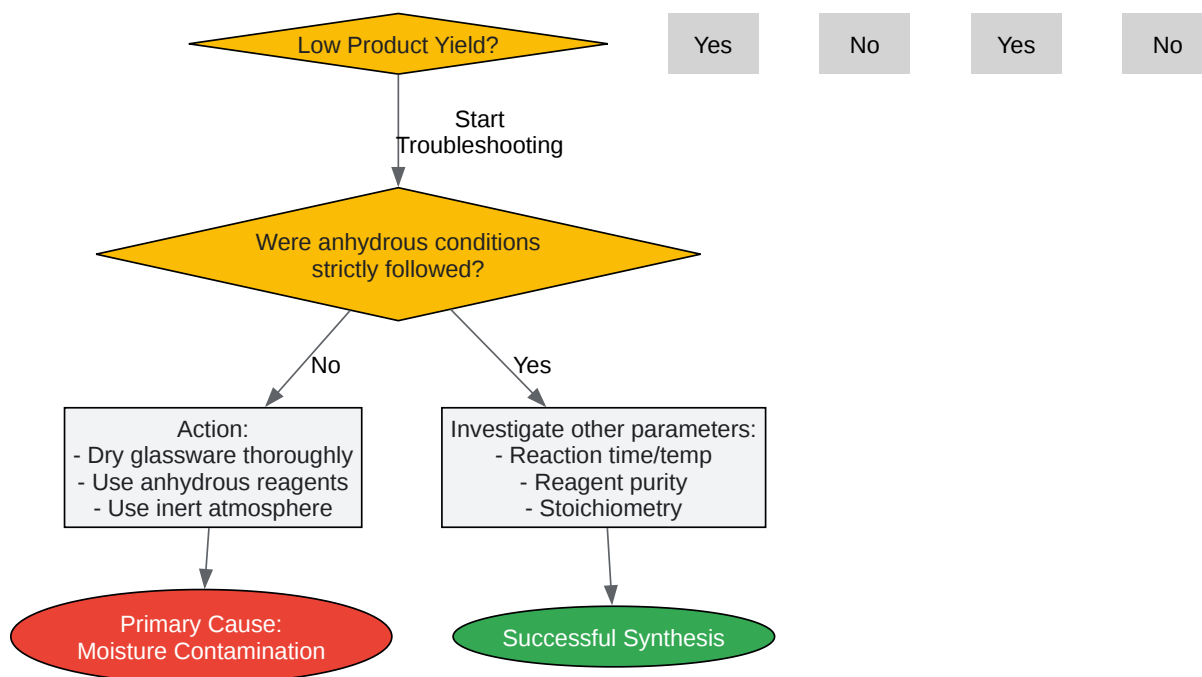 Low Product Yield?
Yes
No
Yes
No
Start
Troubleshooting
Were anhydrous conditions
strictly followed?
No
Yes
Action:
- Dry glassware thoroughly
- Use anhydrous reagents
- Use inert atmosphere
Investigate other parameters:
- Reaction time/temp
- Reagent purity
- Stoichiometry
Primary Cause:
Moisture Contamination
Successful Synthesis